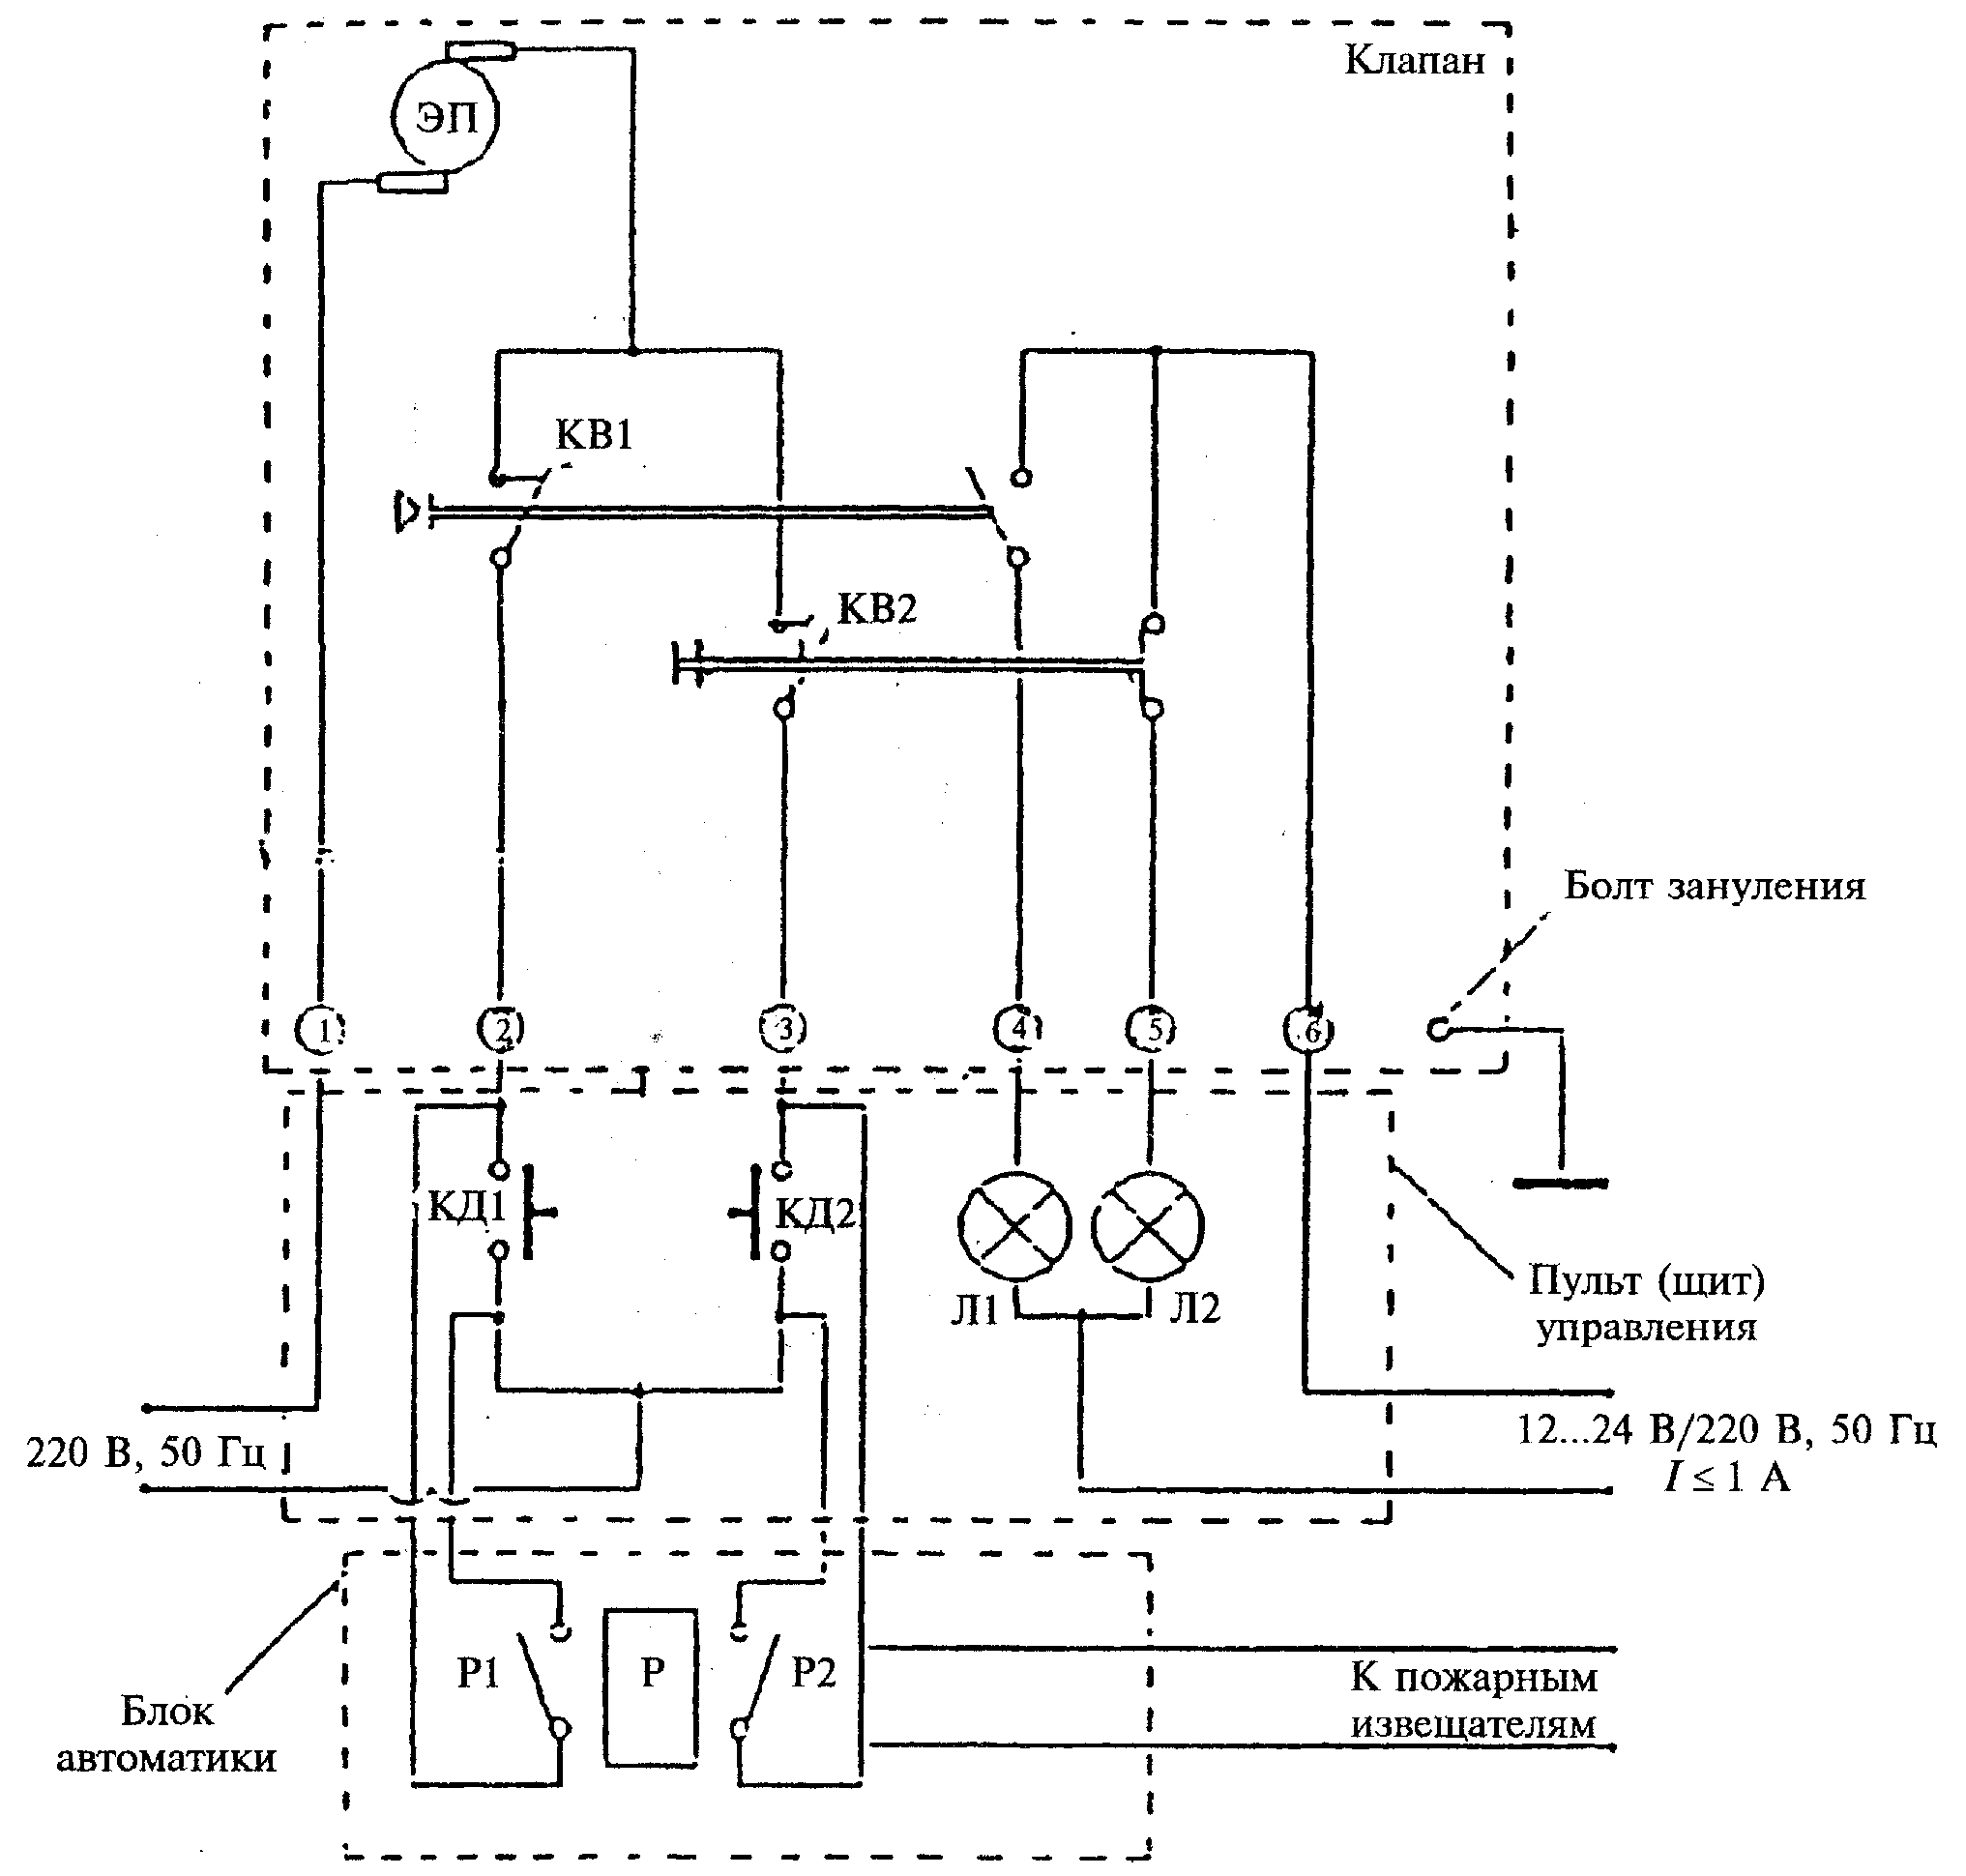 Клапан
ЭП
КВ1
КВ2
Болт зануления
1
2
3
4
5
6
КД1
КД2
Л1
Л2
Пульт (щит)
управления
220 В, 50 Гц
12...24 В/220 В, 50 Гц
I ≤ 1 А
Р1
Р
Р2
Блок
автоматики
К пожарным
извещателям